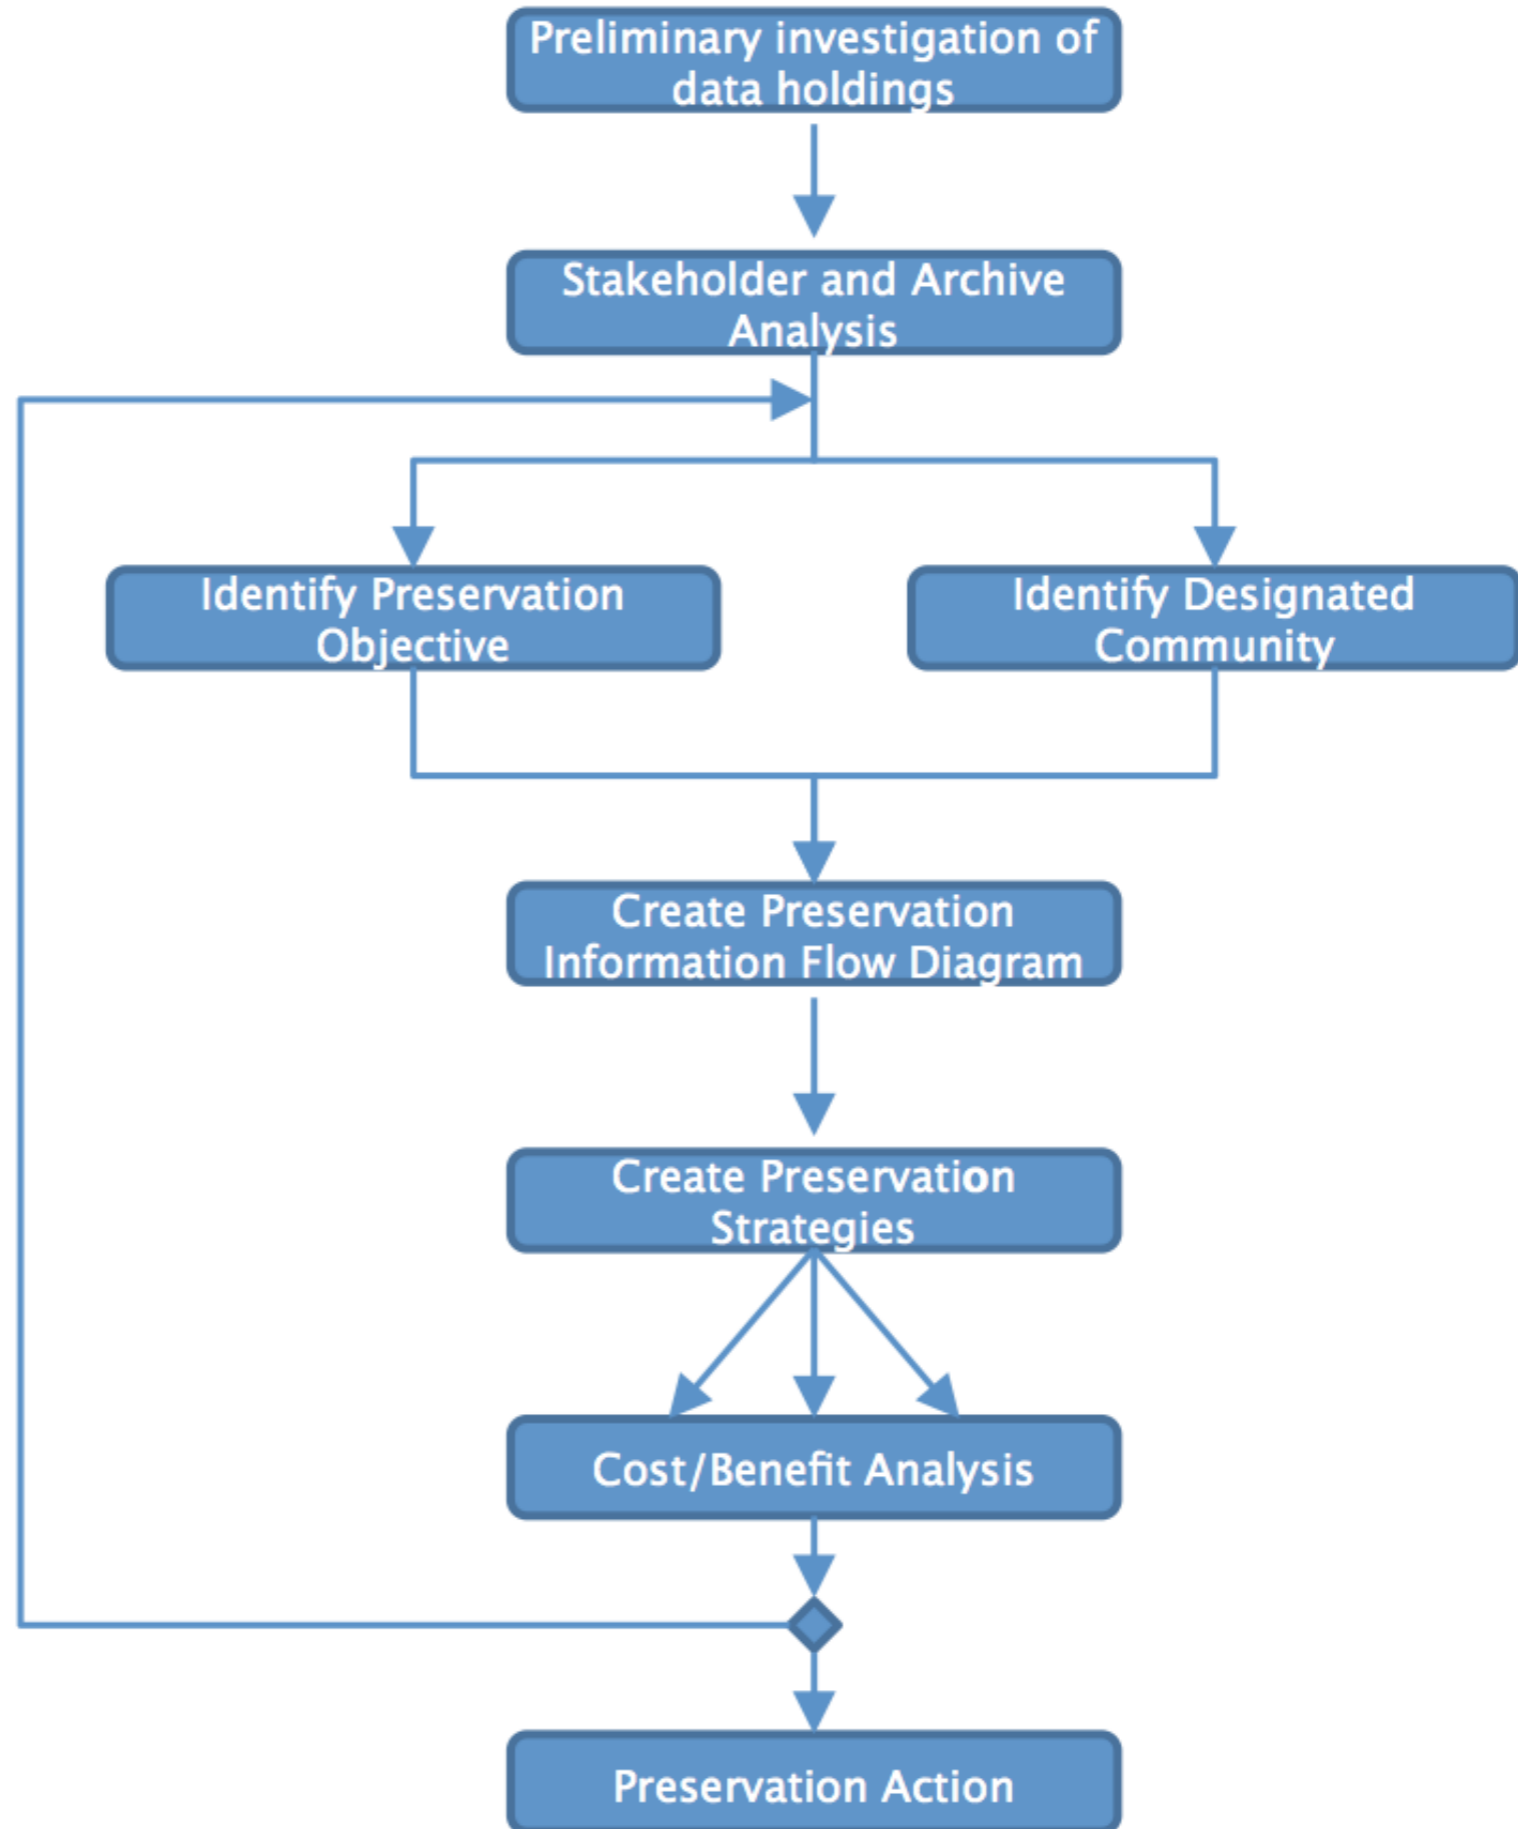 Preliminary investigation of
data holdings
Stakeholder and Archive
Analysis
Identify Preservation
Objective
Identify Designated
Community
Create Preservation
Information Flow Diagram
Create Preservation
Strategies
Cost/Benefit Analysis
Preservation Action